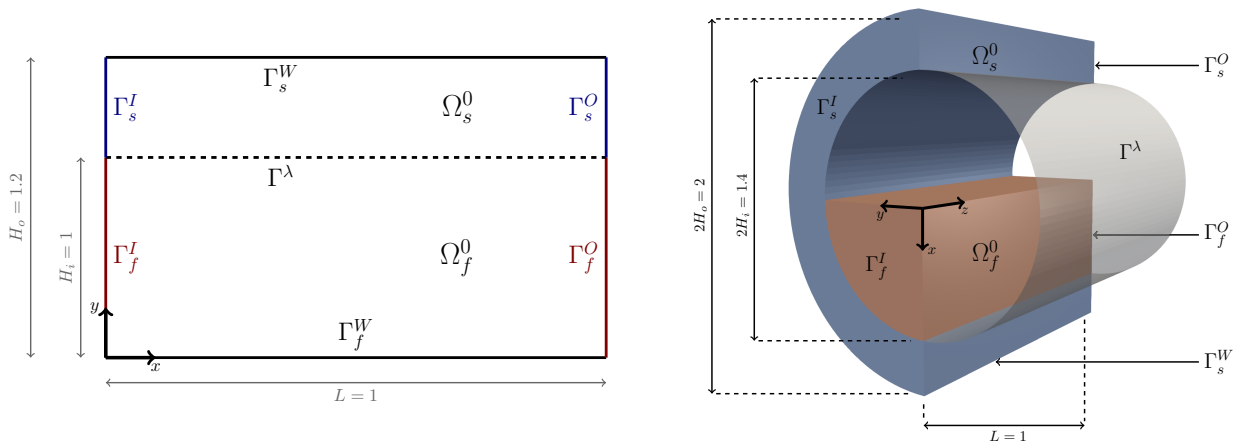 Γ_s^W
Γ_s^I
Ω_s^0
Γ_s^O
Γ^λ
H_o = 1.2
H_i = 1
Γ_f^I
Ω_f^0
Γ_f^O
y
Γ_f^W
x
L = 1
Ω_s^0
Γ_s^O
Γ_s^I
Γ^λ
2H_o = 2
2H_i = 1.4
y
z
x
Γ_f^I
Ω_f^0
Γ_f^O
Γ_s^W
L = 1